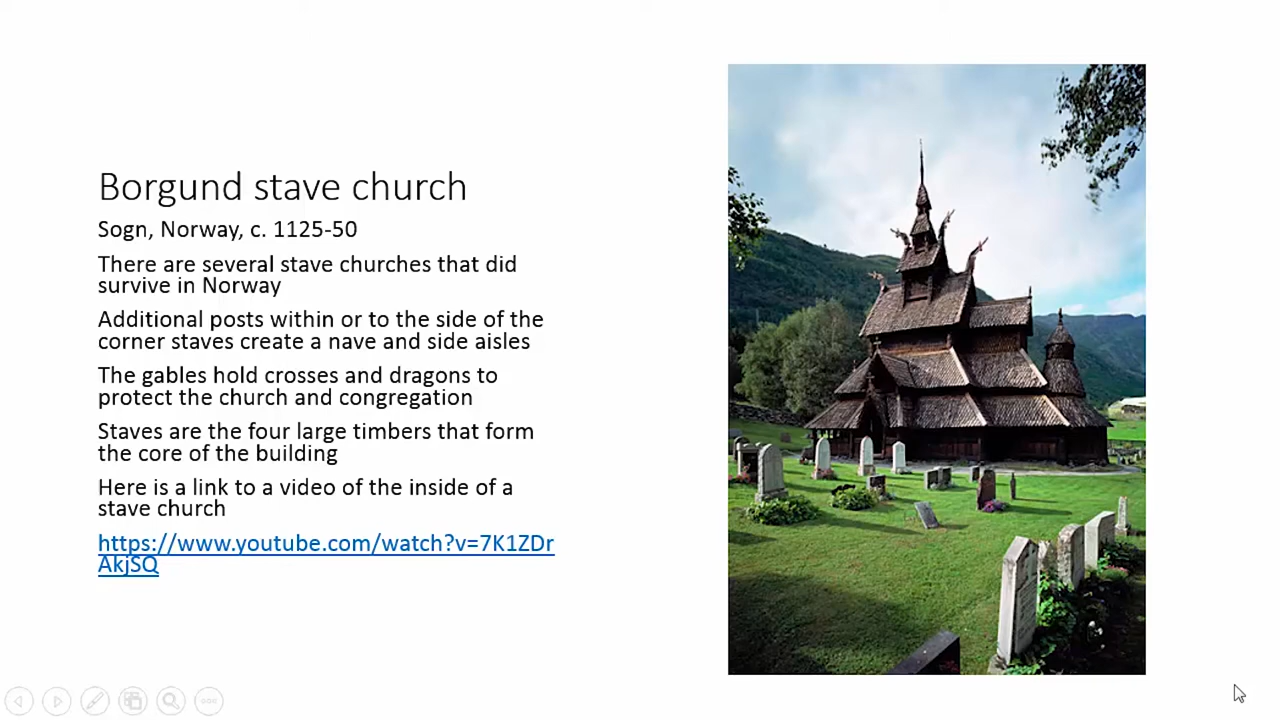 Borgund stave church
Sogn, Norway, c. 1125-50
There are several stave churches that did
survive in Norway
Additional posts within or to the side of the
corner staves create a nave and side aisles
The gables hold crosses and dragons to
protect the church and congregation
Staves are the four large timbers that form
the core of the building
Here is a link to a video of the inside of a
stave church
https://www.youtube.com/watch?v=7K1ZDr
AkjSQ